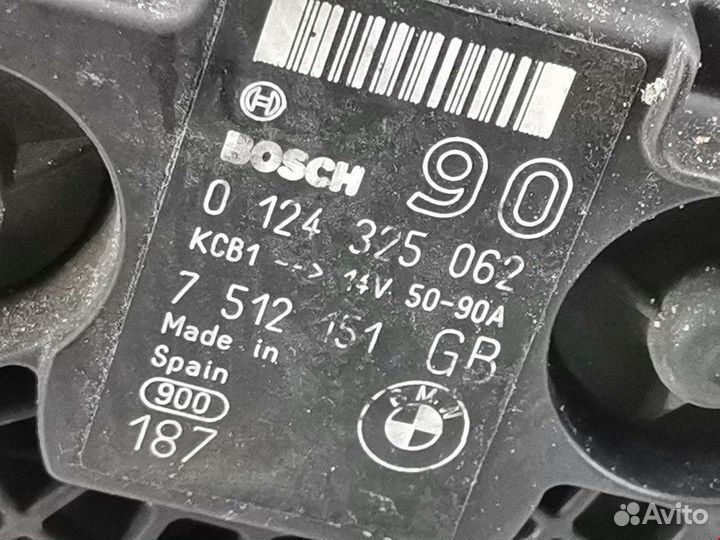 90
BOSCH
0 124 325 062
KCB1 --> 14V 50-90A
7 512 151 GB
Made in
Spain
900
187
BMW
Avito